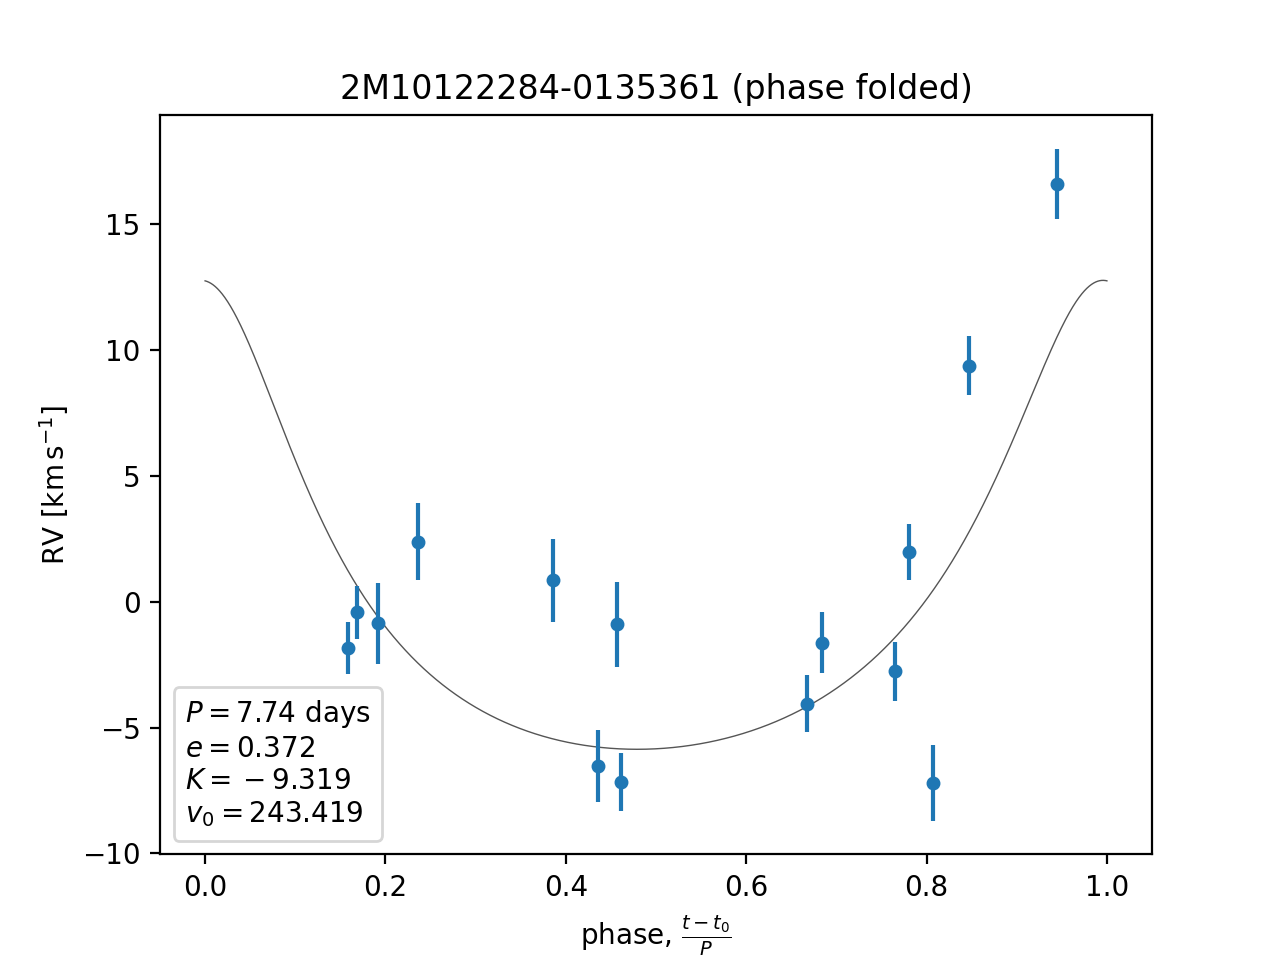 2M10122284-0135361 (phase folded)
RV [km s⁻¹]
15
10
5
0
−5
−10
P = 7.74 days
e = 0.372
K = − 9.319
v₀ = 243.419
0.0 0.2 0.4 0.6 0.8 1.0
phase, (t − t₀)/P